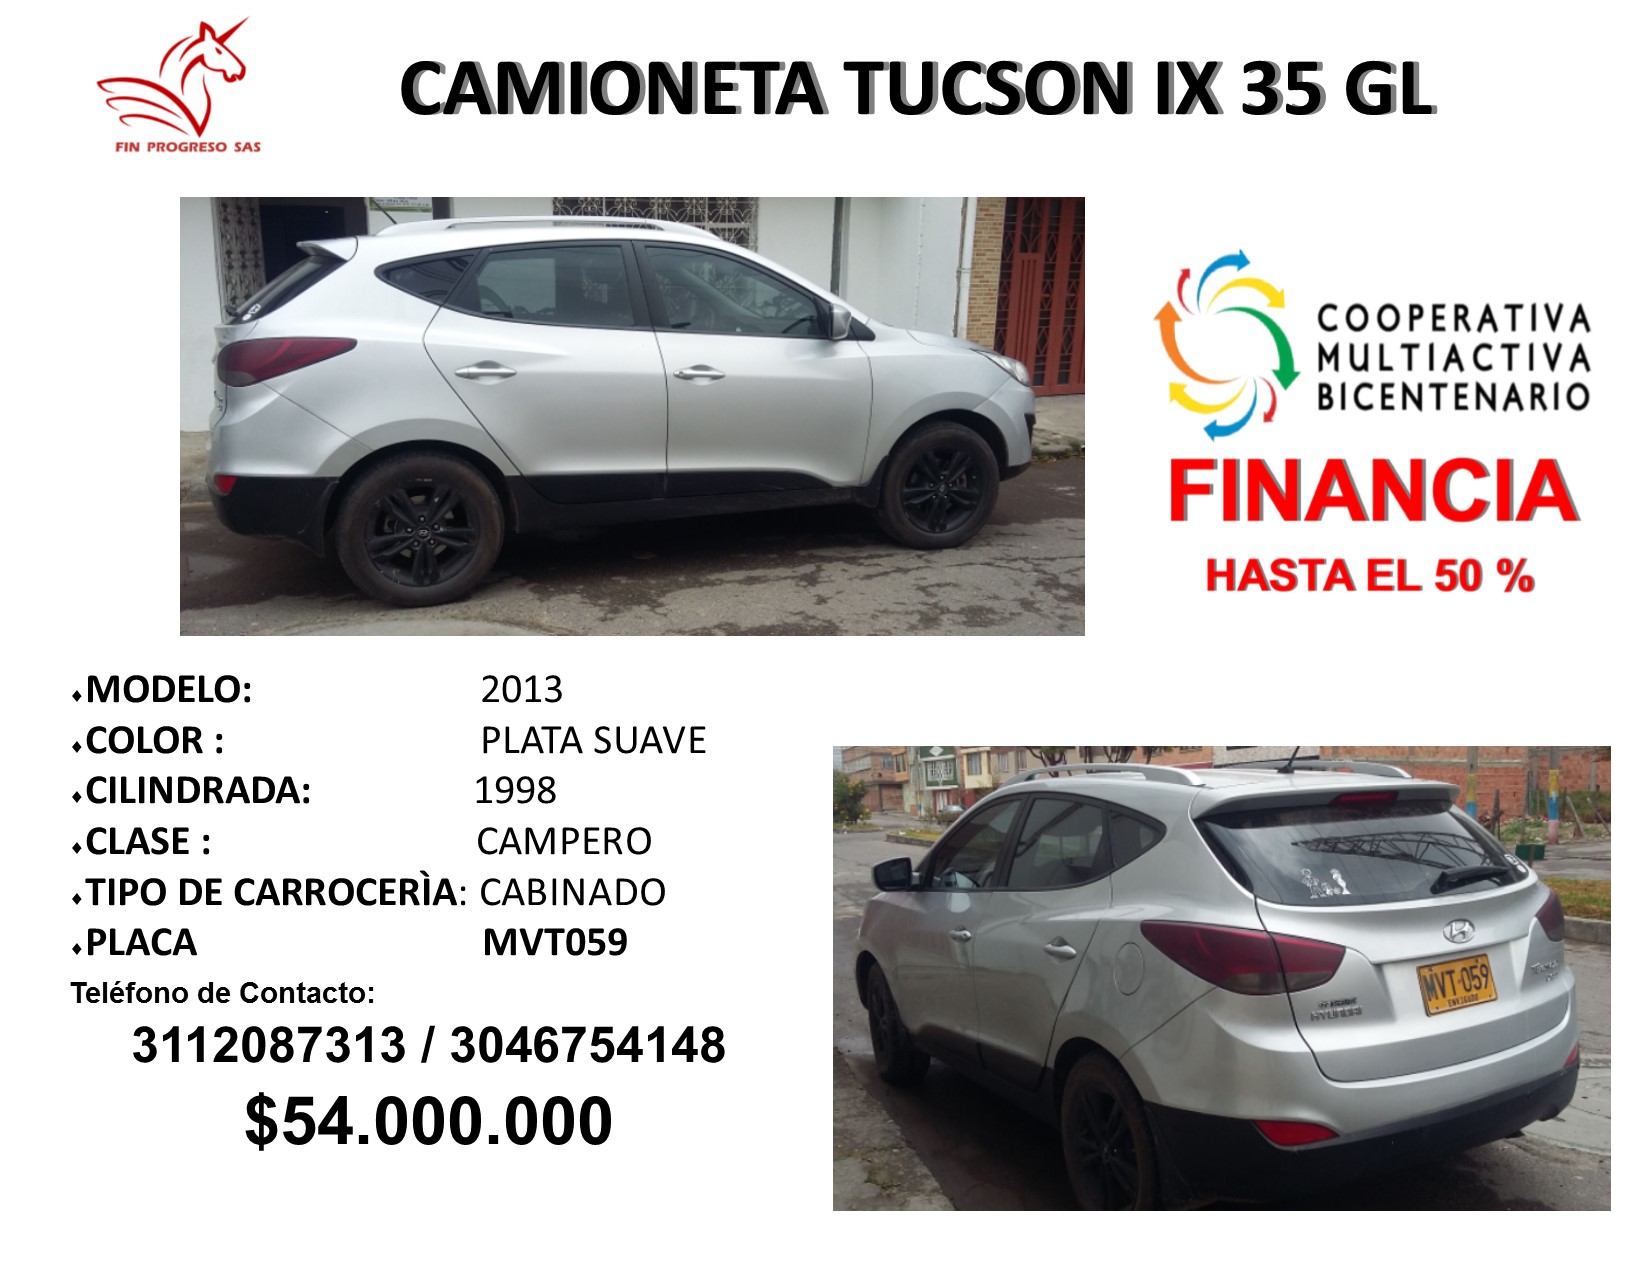 FIN PROGRESO SAS
CAMIONETA TUCSON IX 35 GL
COOPERATIVA
MULTIACTIVA
BICENTENARIO
FINANCIA
HASTA EL 50 %
♦MODELO: 2013
♦COLOR : PLATA SUAVE
♦CILINDRADA: 1998
♦CLASE : CAMPERO
♦TIPO DE CARROCERÌA: CABINADO
♦PLACA MVT059
Teléfono de Contacto:
3112087313 / 3046754148
$54.000.000
HYUNDAI
MVT-059
ENVIGADO
Tucson